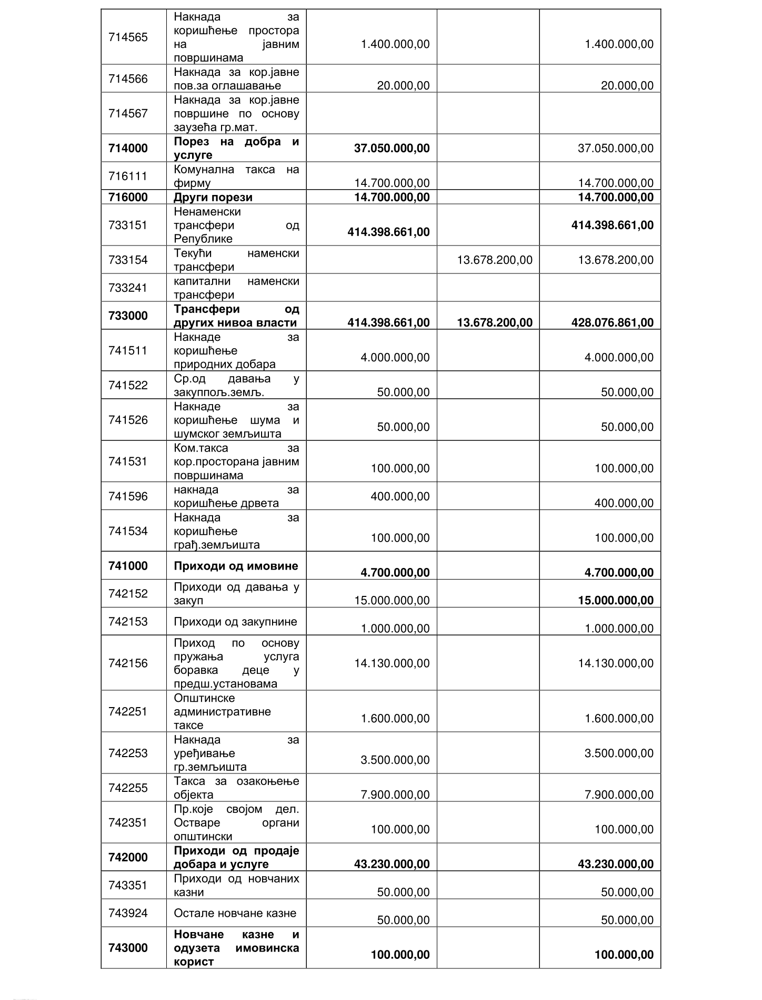 714565 Накнада за
коришћење простора
на јавним
површинама 1.400.000,00 1.400.000,00
714566 Накнада за кор.јавне
пов.за оглашавање 20.000,00 20.000,00
714567 Накнада за кор.јавне
површине по основу
заузећа гр.мат.
714000 Порез на добра и
услуге 37.050.000,00 37.050.000,00
716111 Комунална такса на
фирму 14.700.000,00 14.700.000,00
716000 Други порези 14.700.000,00 14.700.000,00
733151 Ненаменски
трансфери од
Републике 414.398.661,00 414.398.661,00
733154 Текући наменски
трансфери 13.678.200,00 13.678.200,00
733241 капитални наменски
трансфери
733000 Трансфери од
других нивоа власти 414.398.661,00 13.678.200,00 428.076.861,00
741511 Накнаде за
коришћење
природних добара 4.000.000,00 4.000.000,00
741522 Ср.од давања у
закуппољ.земљ. 50.000,00 50.000,00
741526 Накнаде за
коришћење шума и
шумског земљишта 50.000,00 50.000,00
741531 Ком.такса за
кор.просторана јавним
површинама 100.000,00 100.000,00
741596 накнада за
коришћење дрвета 400.000,00 400.000,00
741534 Накнада за
коришћење
грађ.земљишта 100.000,00 100.000,00
741000 Приходи од имовине 4.700.000,00 4.700.000,00
742152 Приходи од давања у
закуп 15.000.000,00 15.000.000,00
742153 Приходи од закупнине 1.000.000,00 1.000.000,00
742156 Приход по основу
пружања услуга
боравка деце у
предш.установама 14.130.000,00 14.130.000,00
742251 Општинске
административне
таксе 1.600.000,00 1.600.000,00
742253 Накнада за
уређивање
гр.земљишта 3.500.000,00 3.500.000,00
742255 Такса за озакоњење
објекта 7.900.000,00 7.900.000,00
742351 Пр.које својом дел.
Остваре органи
општински 100.000,00 100.000,00
742000 Приходи од продаје
добара и услуге 43.230.000,00 43.230.000,00
743351 Приходи од новчаних
казни 50.000,00 50.000,00
743924 Остале новчане казне 50.000,00 50.000,00
743000 Новчане казне и
одузета имовинска
корист 100.000,00 100.000,00